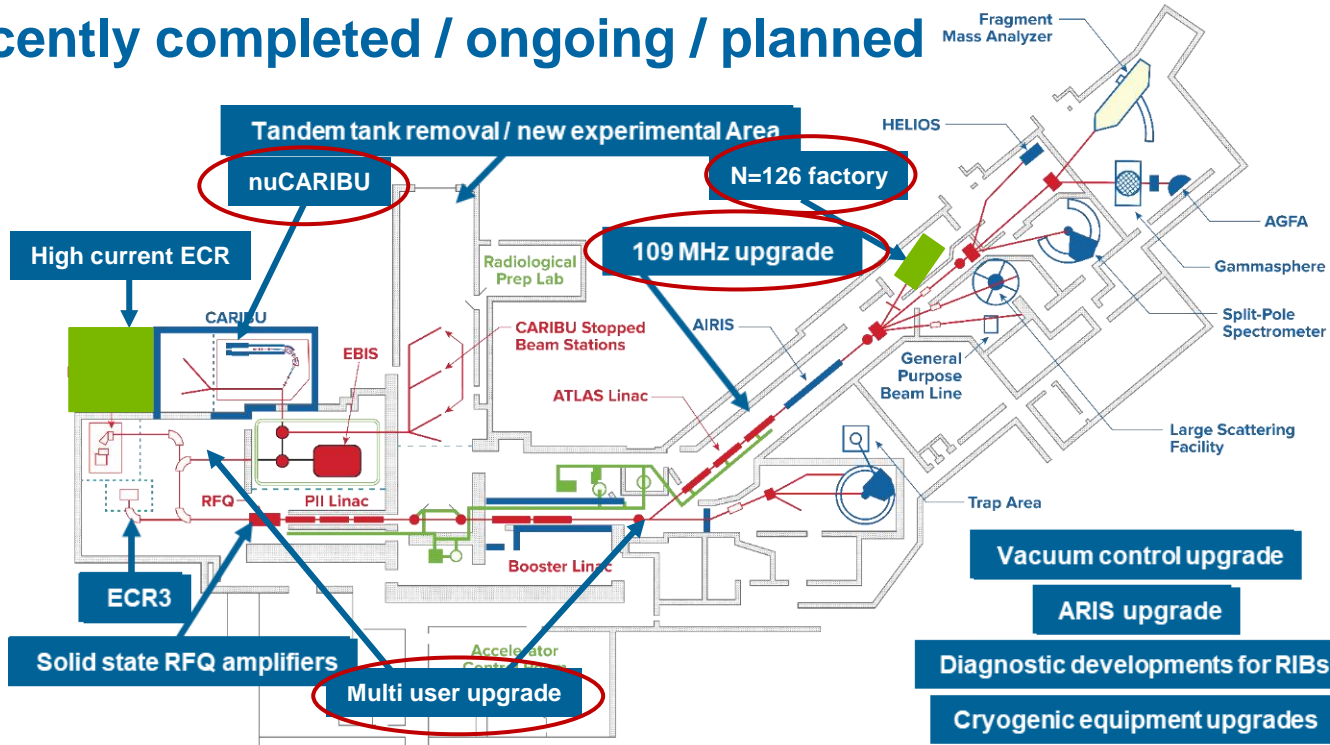 cently completed / ongoing / planned
Fragment
Mass Analyzer
Tandem tank removal / new experimental Area
HELIOS
nuCARIBU
N=126 factory
AGFA
High current ECR
109 MHz upgrade
Radiological
Prep Lab
Gammasphere
CARIBU
CARIBU Stopped
Beam Stations
AIRIS
Split-Pole
Spectrometer
EBIS
General
Purpose
Beam Line
ATLAS Linac
Large Scattering
Facility
RFQ
PII Linac
Trap Area
Booster Linac
Vacuum control upgrade
ECR3
ARIS upgrade
Solid state RFQ amplifiers
Accelerator
Multi user upgrade
Diagnostic developments for RIBs
Cryogenic equipment upgrades